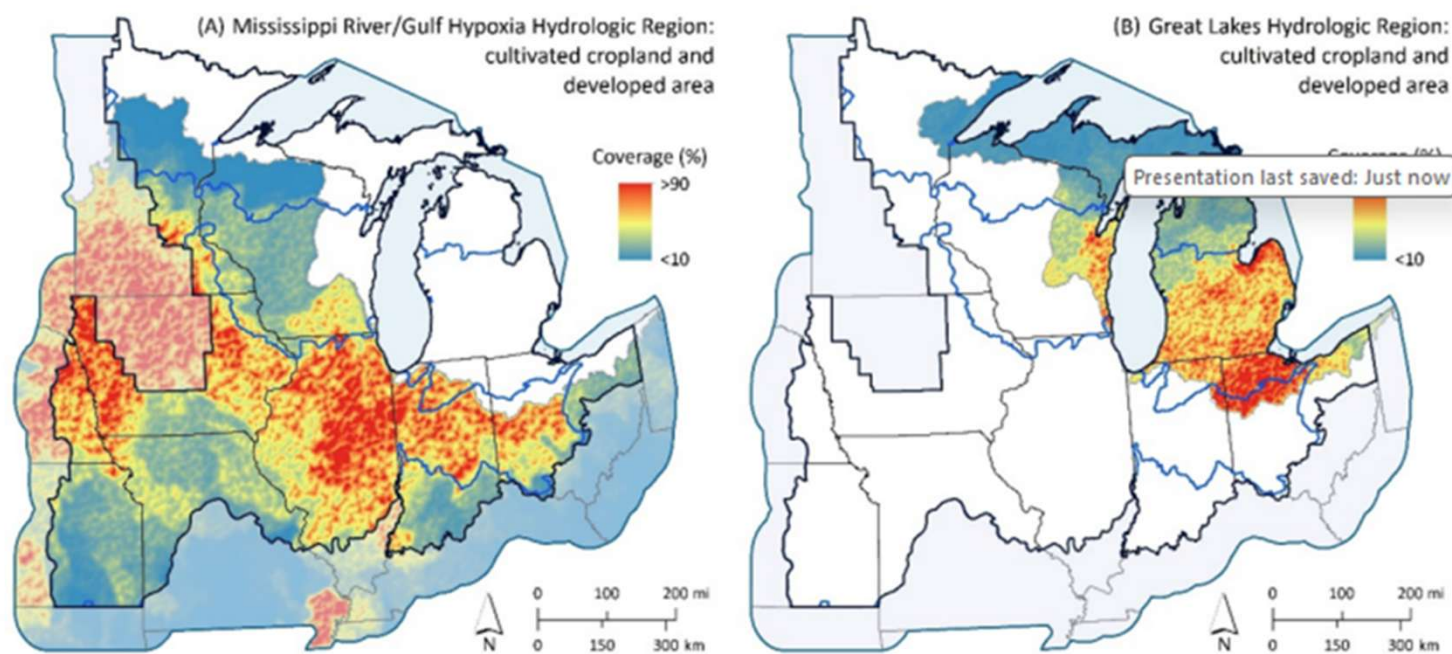 (A) Mississippi River/Gulf Hypoxia Hydrologic Region:
cultivated cropland and
developed area
Coverage (%)
>90
<10
0 100 200 mi
0 150 300 km
N
(B) Great Lakes Hydrologic Region:
cultivated cropland and
developed area
Presentation last saved: Just now
<10
0 100 200 mi
0 150 300 km
N